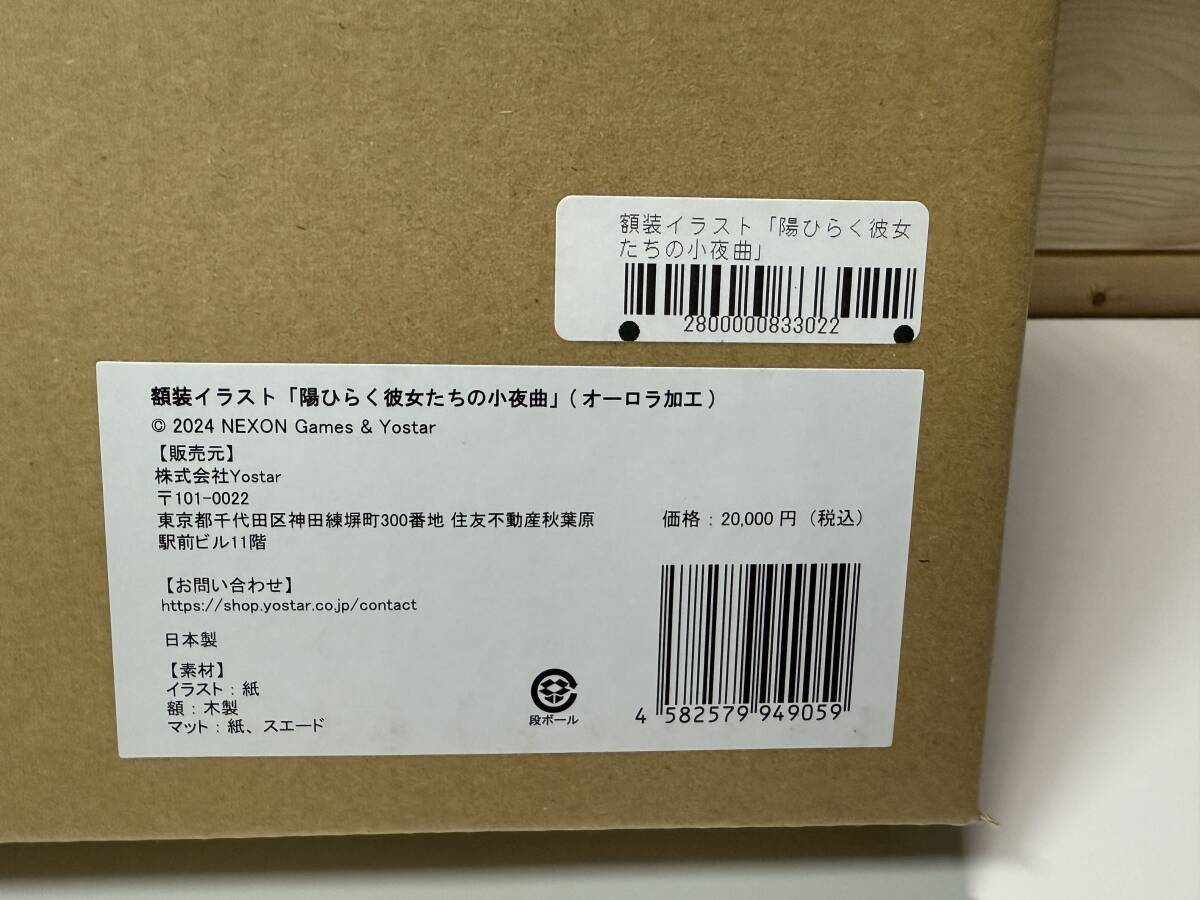 額装イラスト「陽ひらく彼女
たちの小夜曲」
2800000833022
額装イラスト「陽ひらく彼女たちの小夜曲」(オーロラ加工)
© 2024 NEXON Games & Yostar
【販売元】
株式会社Yostar
〒101-0022
東京都千代田区神田練塀町300番地 住友不動産秋葉原
駅前ビル11階
価格：20,000円（税込）
【お問い合わせ】
https://shop.yostar.co.jp/contact
日本製
【素材】
イラスト：紙
額：木製
マット：紙、スエード
段ボール
4 582579 949059